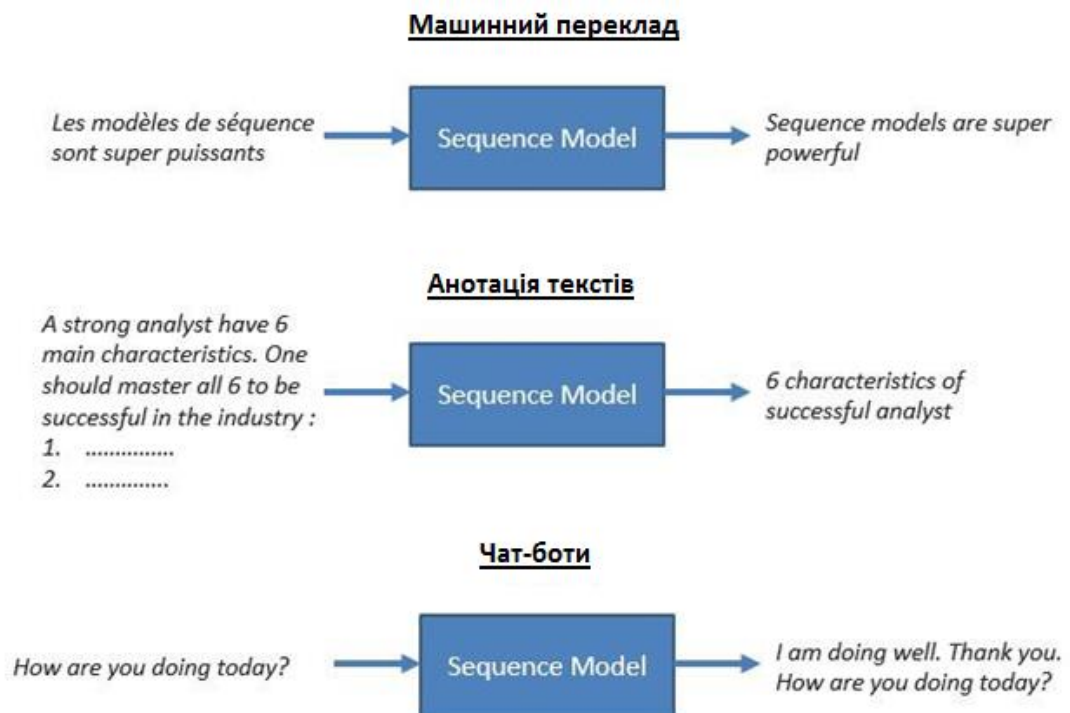 Машинний переклад
Les modèles de séquence
sont super puissants
Sequence Model
Sequence models are super
powerful
Анотація текстів
A strong analyst have 6
main characteristics. One
should master all 6 to be
successful in the industry :
1. ...............
2. ..............
Sequence Model
6 characteristics of
successful analyst
Чат-боти
How are you doing today?
Sequence Model
I am doing well. Thank you.
How are you doing today?